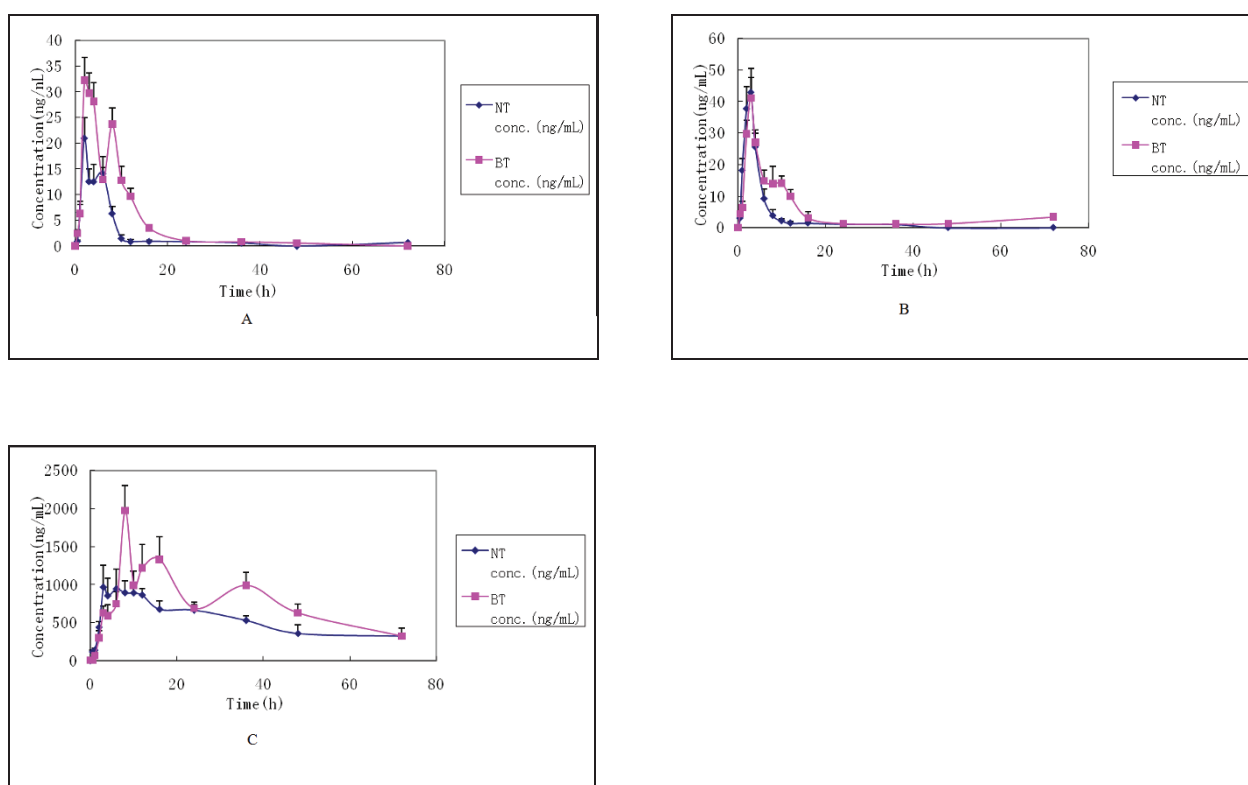 40
35
30
25
20
15
10
5
0
Concentration(ng/nL)
0 20 40 60 80
Time(h)
NT
conc.(ng/mL)
BT
conc.(ng/mL)
A
60
50
40
30
20
10
0
Concentration(ng/mL)
0 20 40 60 80
Time(h)
NT
conc.(ng/mL)
BT
conc.(ng/mL)
B
2500
2000
1500
1000
500
0
Concentration(ng/mL)
0 20 40 60 80
Time(h)
NT
conc.(ng/mL)
BT
conc.(ng/mL)
C